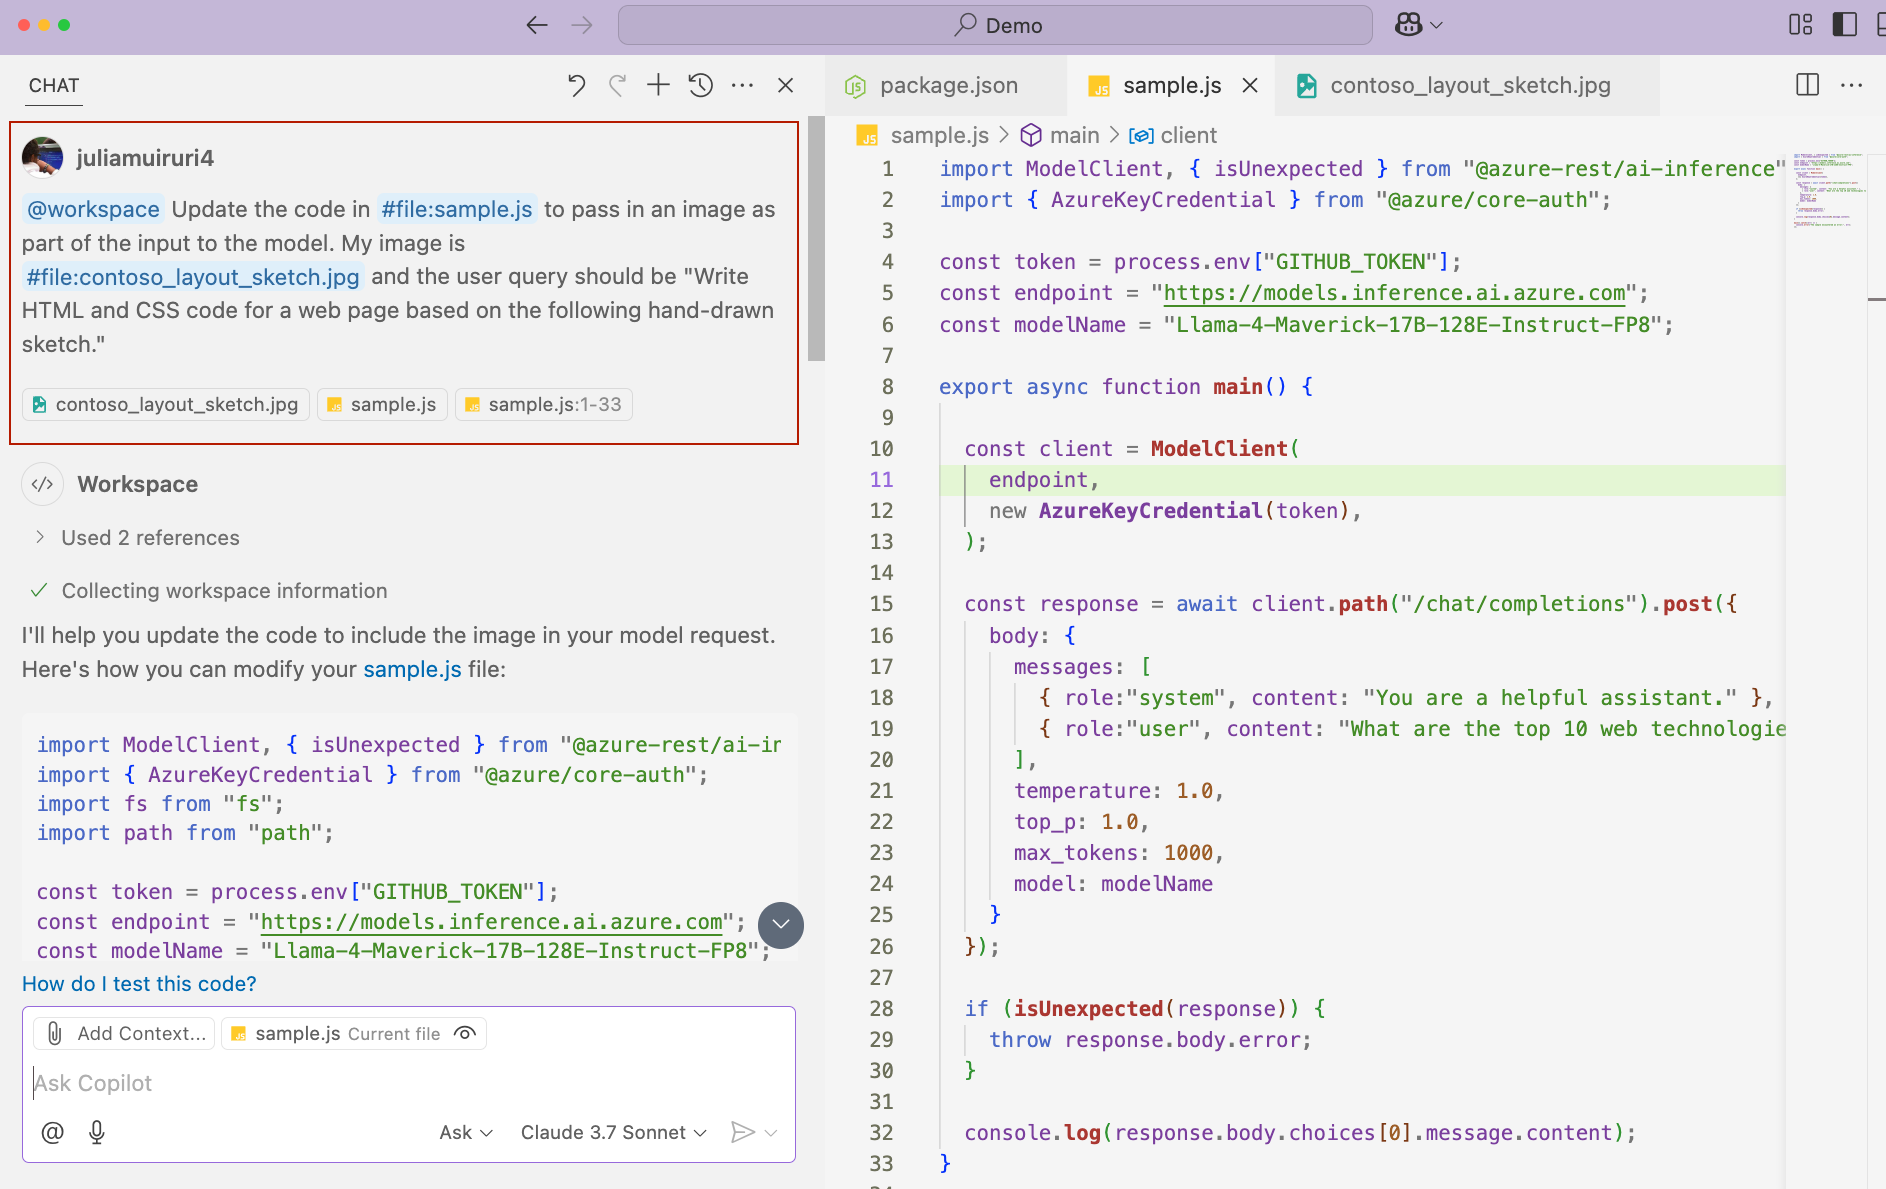 Demo
CHAT
juliamuiruri4
@workspace Update the code in #file:sample.js to pass in an image as
part of the input to the model. My image is
#file:contoso_layout_sketch.jpg and the user query should be "Write
HTML and CSS code for a web page based on the following hand-drawn
sketch."
contoso_layout_sketch.jpg
sample.js
sample.js:1-33
Workspace
Used 2 references
Collecting workspace information
I'll help you update the code to include the image in your model request.
Here's how you can modify your sample.js file:
import ModelClient, { isUnexpected } from "@azure-rest/ai-in
import { AzureKeyCredential } from "@azure/core-auth";
import fs from "fs";
import path from "path";
const token = process.env["GITHUB_TOKEN"];
const endpoint = "https://models.inference.ai.azure.com";
const modelName = "Llama-4-Maverick-17B-128E-Instruct-FP8";
How do I test this code?
Add Context...
sample.js Current file
Ask Copilot
@
Ask
Claude 3.7 Sonnet
package.json
JS sample.js
contoso_layout_sketch.jpg
JS sample.js > main > client
1 import ModelClient, { isUnexpected } from "@azure-rest/ai-inference"
2 import { AzureKeyCredential } from "@azure/core-auth";
3
4 const token = process.env["GITHUB_TOKEN"];
5 const endpoint = "https://models.inference.ai.azure.com";
6 const modelName = "Llama-4-Maverick-17B-128E-Instruct-FP8";
7
8 export async function main() {
9
10 const client = ModelClient(
11 endpoint,
12 new AzureKeyCredential(token),
13 );
14
15 const response = await client.path("/chat/completions").post({
16 body: {
17 messages: [
18 { role:"system", content: "You are a helpful assistant." },
19 { role:"user", content: "What are the top 10 web technologie
20 ],
21 temperature: 1.0,
22 top_p: 1.0,
23 max_tokens: 1000,
24 model: modelName
25 }
26 });
27
28 if (isUnexpected(response)) {
29 throw response.body.error;
30 }
31
32 console.log(response.body.choices[0].message.content);
33 }